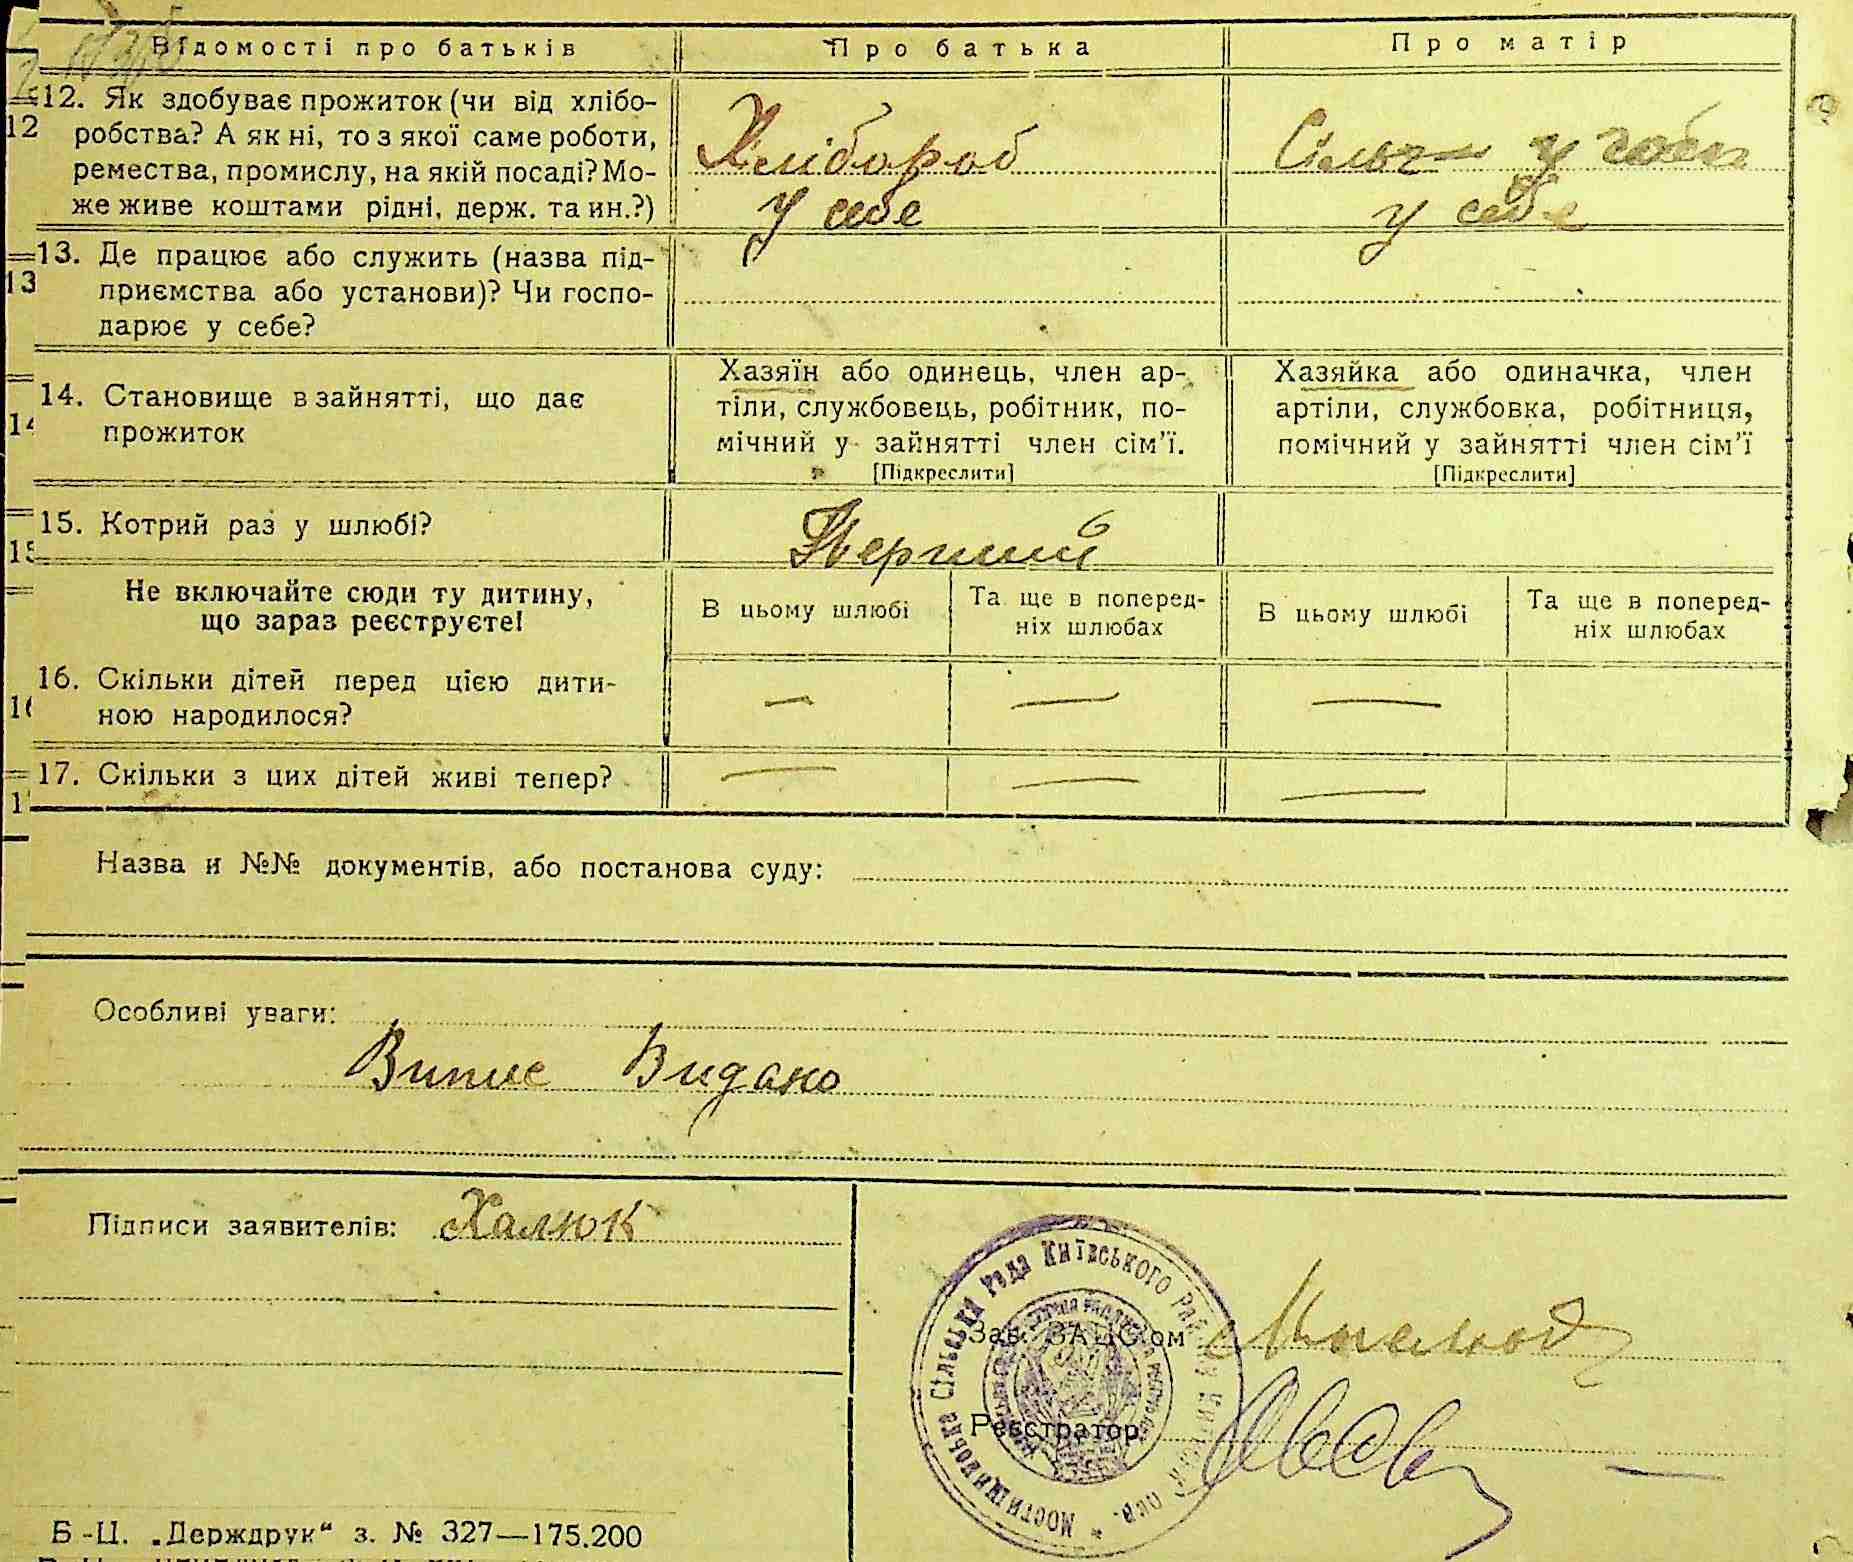 Відомості про батьків
Про батька
Про матір
12. Як здобуває прожиток (чи від хлібо-
робства? А як ні, то з якої саме роботи,
ремества, промислу, на якій посаді? Мо-
же живе коштами рідні, держ. та ин.?)
Хлібороб
у себе
у себе
13. Де працює або служить (назва під-
приємства або установи)? Чи госпо-
дарює у себе?
14. Становище в зайнятті, що дає
прожиток
Хазяїн або одинець, член ар-
тіли, службовець, робітник, по-
мічний у зайнятті член сім'ї.
[Підкреслити]
Хазяйка або одиначка, член
артіли, службовка, робітниця,
помічний у зайнятті член сім'ї
[Підкреслити]
15. Котрий раз у шлюбі?
Перший
Не включайте сюди ту дитину,
що зараз реєструєте!
В цьому шлюбі
Та ще в поперед-
ніх шлюбах
В цьому шлюбі
Та ще в поперед-
ніх шлюбах
16. Скільки дітей перед цією дити-
ною народилося?
— — —
17. Скільки з цих дітей живі тепер?
— — —
Назва и №№ документів, або постанова суду:
Особливі уваги:
Випис Видано
Підписи заявителів: Халюк
Зав. ЗАЦС'ом
Реєстратор
Сільська Рада Київського Району
Б-Ц. „Держдрук“ з. № 327—175.200